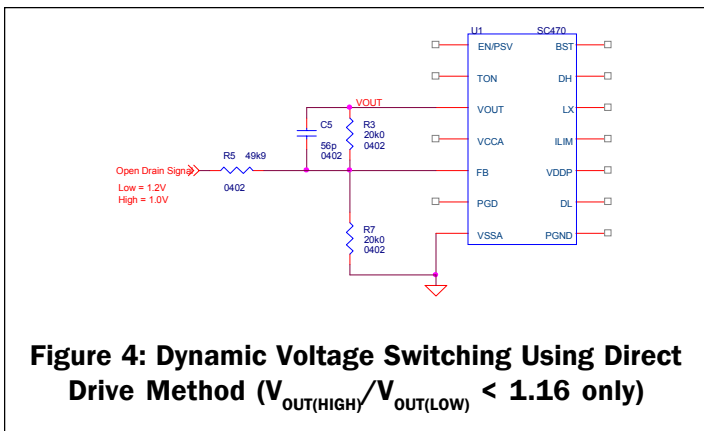 U1 SC470
EN/PSV BST
TON DH
VOUT
VOUT LX
C5 R3
20k0
56p 0402
0402
VCCA ILIM
R5 49k9
Open Drain Signal
0402
FB VDDP
Low = 1.2V
High = 1.0V
PGD DL
R7
20k0
0402
VSSA PGND
Figure 4: Dynamic Voltage Switching Using Direct
Drive Method (VOUT(HIGH)/VOUT(LOW) < 1.16 only)